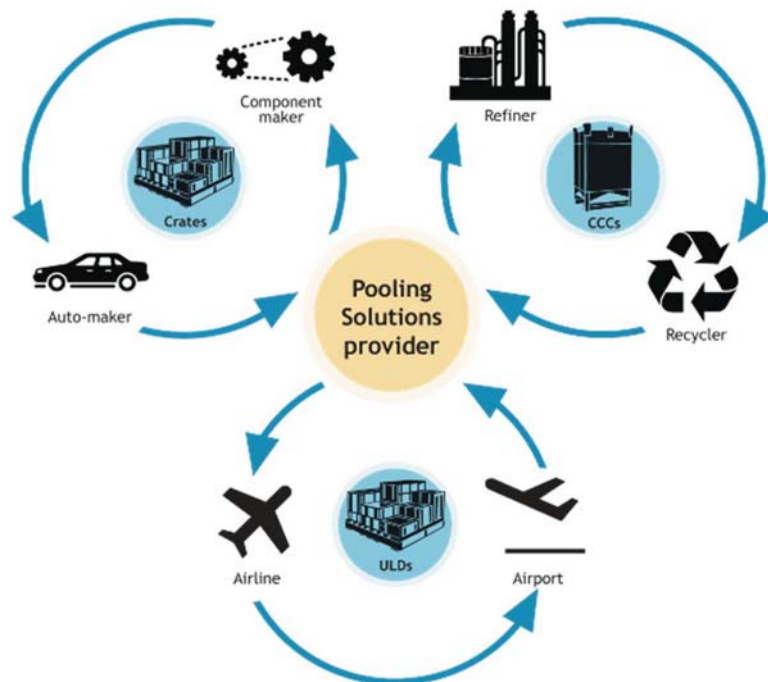 Component
maker
Refiner
Crates
CCCs
Auto-maker
Pooling
Solutions
provider
Recycler
Airline
ULDs
Airport